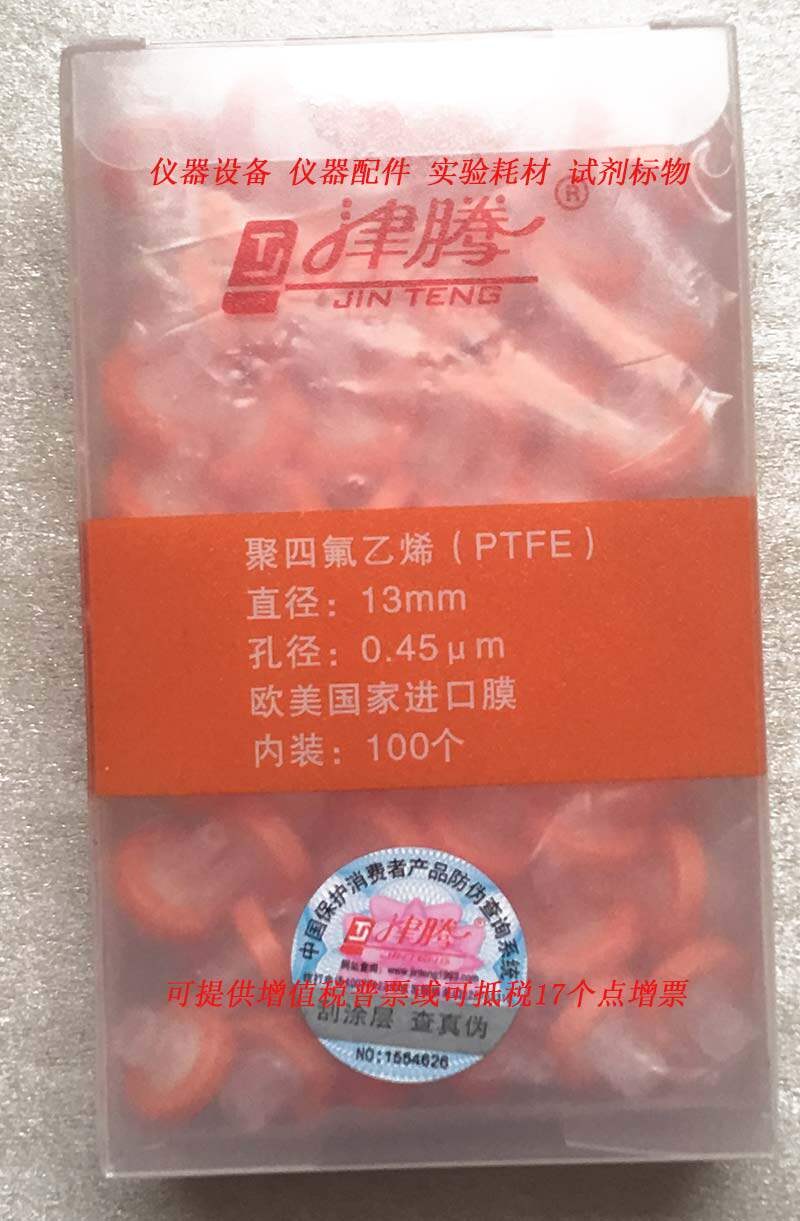 仪器设备 仪器配件 实验耗材 试剂标物
津腾®
JIN TENG
聚四氟乙烯(PTFE)
直径:13mm
孔径:0.45μm
欧美国家进口膜
内装:100个
中国保护消费者产品防伪查询系统
津腾®
JINTENG
可提供增值税普票或可抵税17个点增票
刮涂层 查真伪
NO:1554626